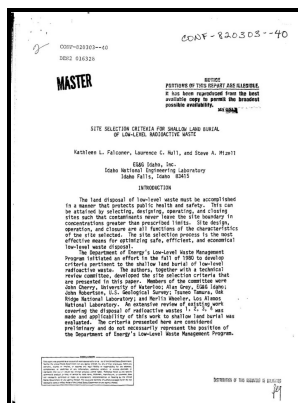 CONF-820303--40
CONF-820303--40
DE82 016328
MASTER
NOTICE
PORTIONS OF THIS REPORT ARE ILLEGIBLE.
It has been reproduced from the best
available copy to permit the broadest
possible availability.
SITE SELECTION CRITERIA FOR SHALLOW LAND BURIAL
OF LOW-LEVEL RADIOACTIVE WASTE
Kathleen L. Falconer, Laurence C. Hull, and Steve A. Mizell
EG&G Idaho, Inc.
Idaho National Engineering Laboratory
Idaho Falls, Idaho 83415
INTRODUCTION
The land disposal of low-level waste must be accomplished
in a manner that protects public health and safety. This can
be attained by selecting, designing, operating, and closing
sites such that contaminants never leave the site boundary in
concentrations greater than prescribed limits. Site design,
operation, and closure are all functions of the characteristics
of the site selected. The site selection process is the most
effective means for optimizing safe, efficient, and economical
low-level waste disposal.
The Department of Energy's Low-Level Waste Management
Program initiated an effort in the fall of 1980 to develop
criteria pertinent to the shallow land burial of low-level
radioactive waste. The authors, together with a technical
review committee, developed the site selection criteria that
are presented in this paper. Members of the committee were
John Cherry, University of Waterloo; Alan Grey, EG&G Idaho;
John Robertson, U.S. Geological Survey; Tsuneo Tamura, Oak
Ridge National Laboratory; and Merlin Wheeler, Los Alamos
National Laboratory. An extensive review of existing work
covering the disposal of radioactive wastes was
made and applicability of this work to shallow land burial was
evaluated. The criteria presented here are considered
preliminary and do not necessarily represent the position of
the Department of Energy's Low-Level Waste Management Program.
DISCLAIMER
DISTRIBUTION OF THIS DOCUMENT IS UNLIMITED